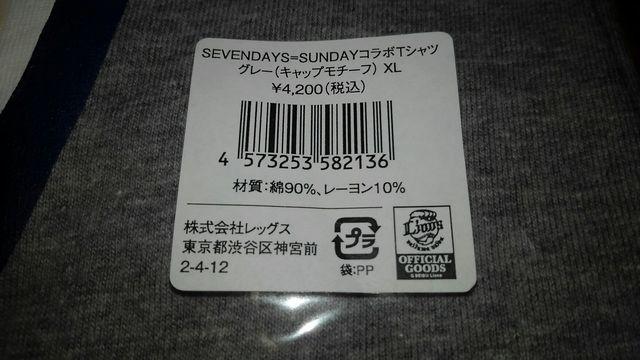 SEVENDAYS=SUNDAYコラボTシャツ
グレー(キャップモチーフ) XL
¥4,200(税込)
4 573253 582136
材質:綿90%、レーヨン10%
株式会社レッグス
東京都渋谷区神宮前
2-4-12
プラ
袋:PP
Lions
OFFICIAL
GOODS
© SEIBU Lions